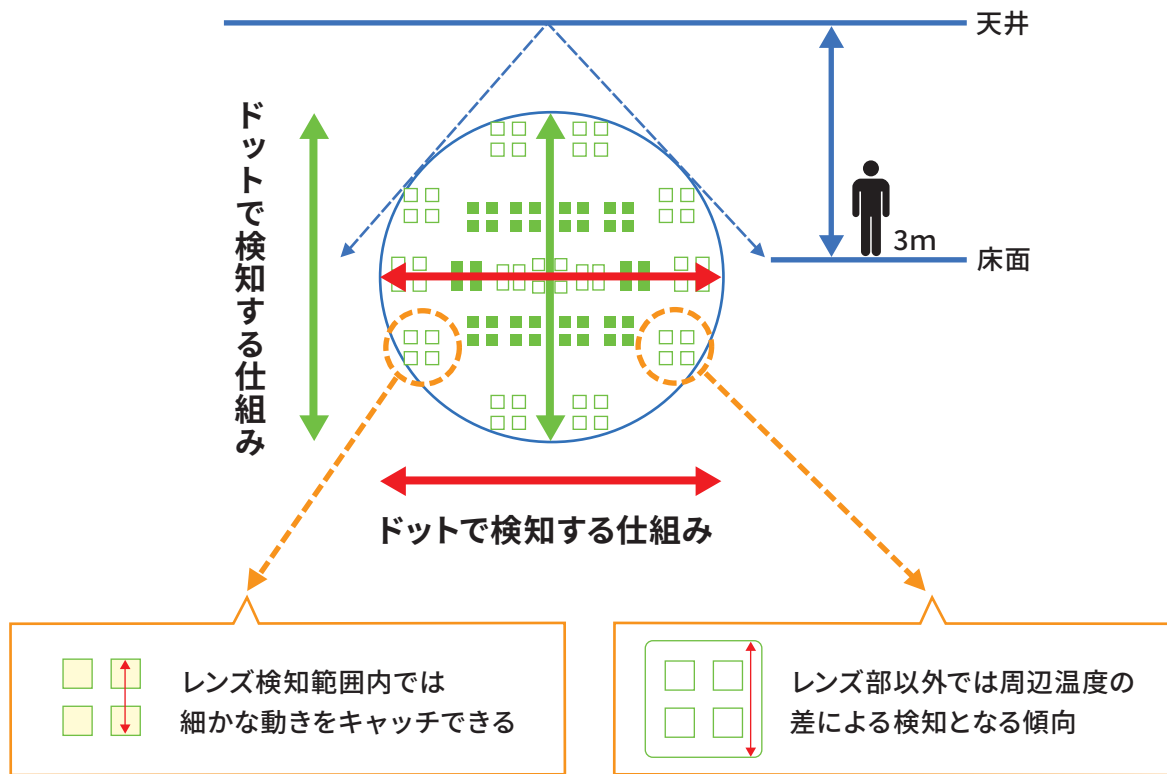 天井
ドットで検知する仕組み
3m
床面
ドットで検知する仕組み
レンズ検知範囲内では
細かな動きをキャッチできる
レンズ部以外では周辺温度の
差による検知となる傾向